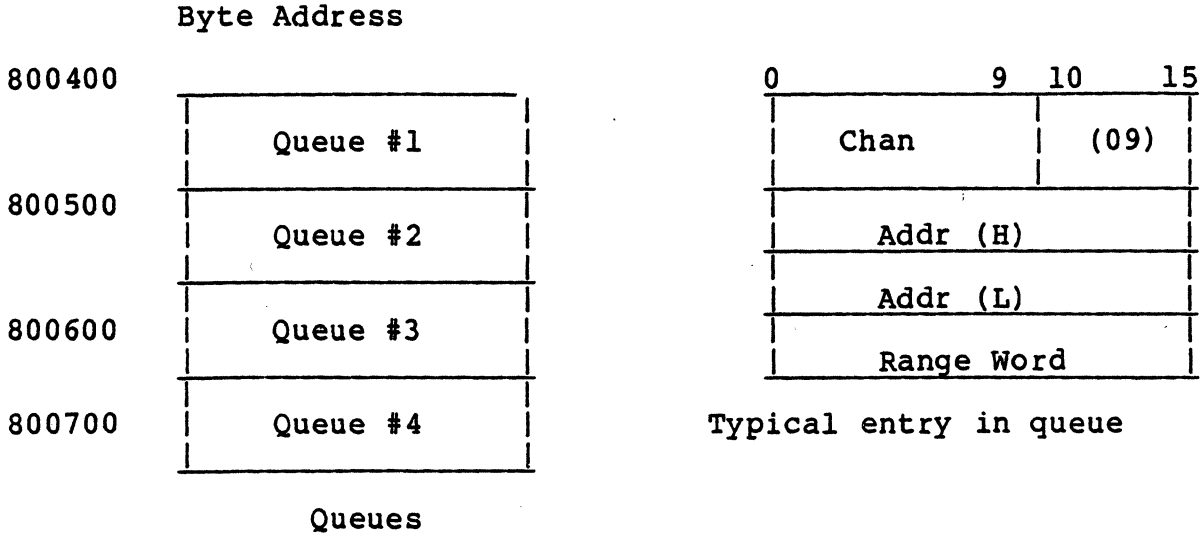 Byte Address
800400
Queue #1
800500
Queue #2
800600
Queue #3
800700
Queue #4
Queues
0 9 10 15
Chan (09)
Addr (H)
Addr (L)
Range Word
Typical entry in queue